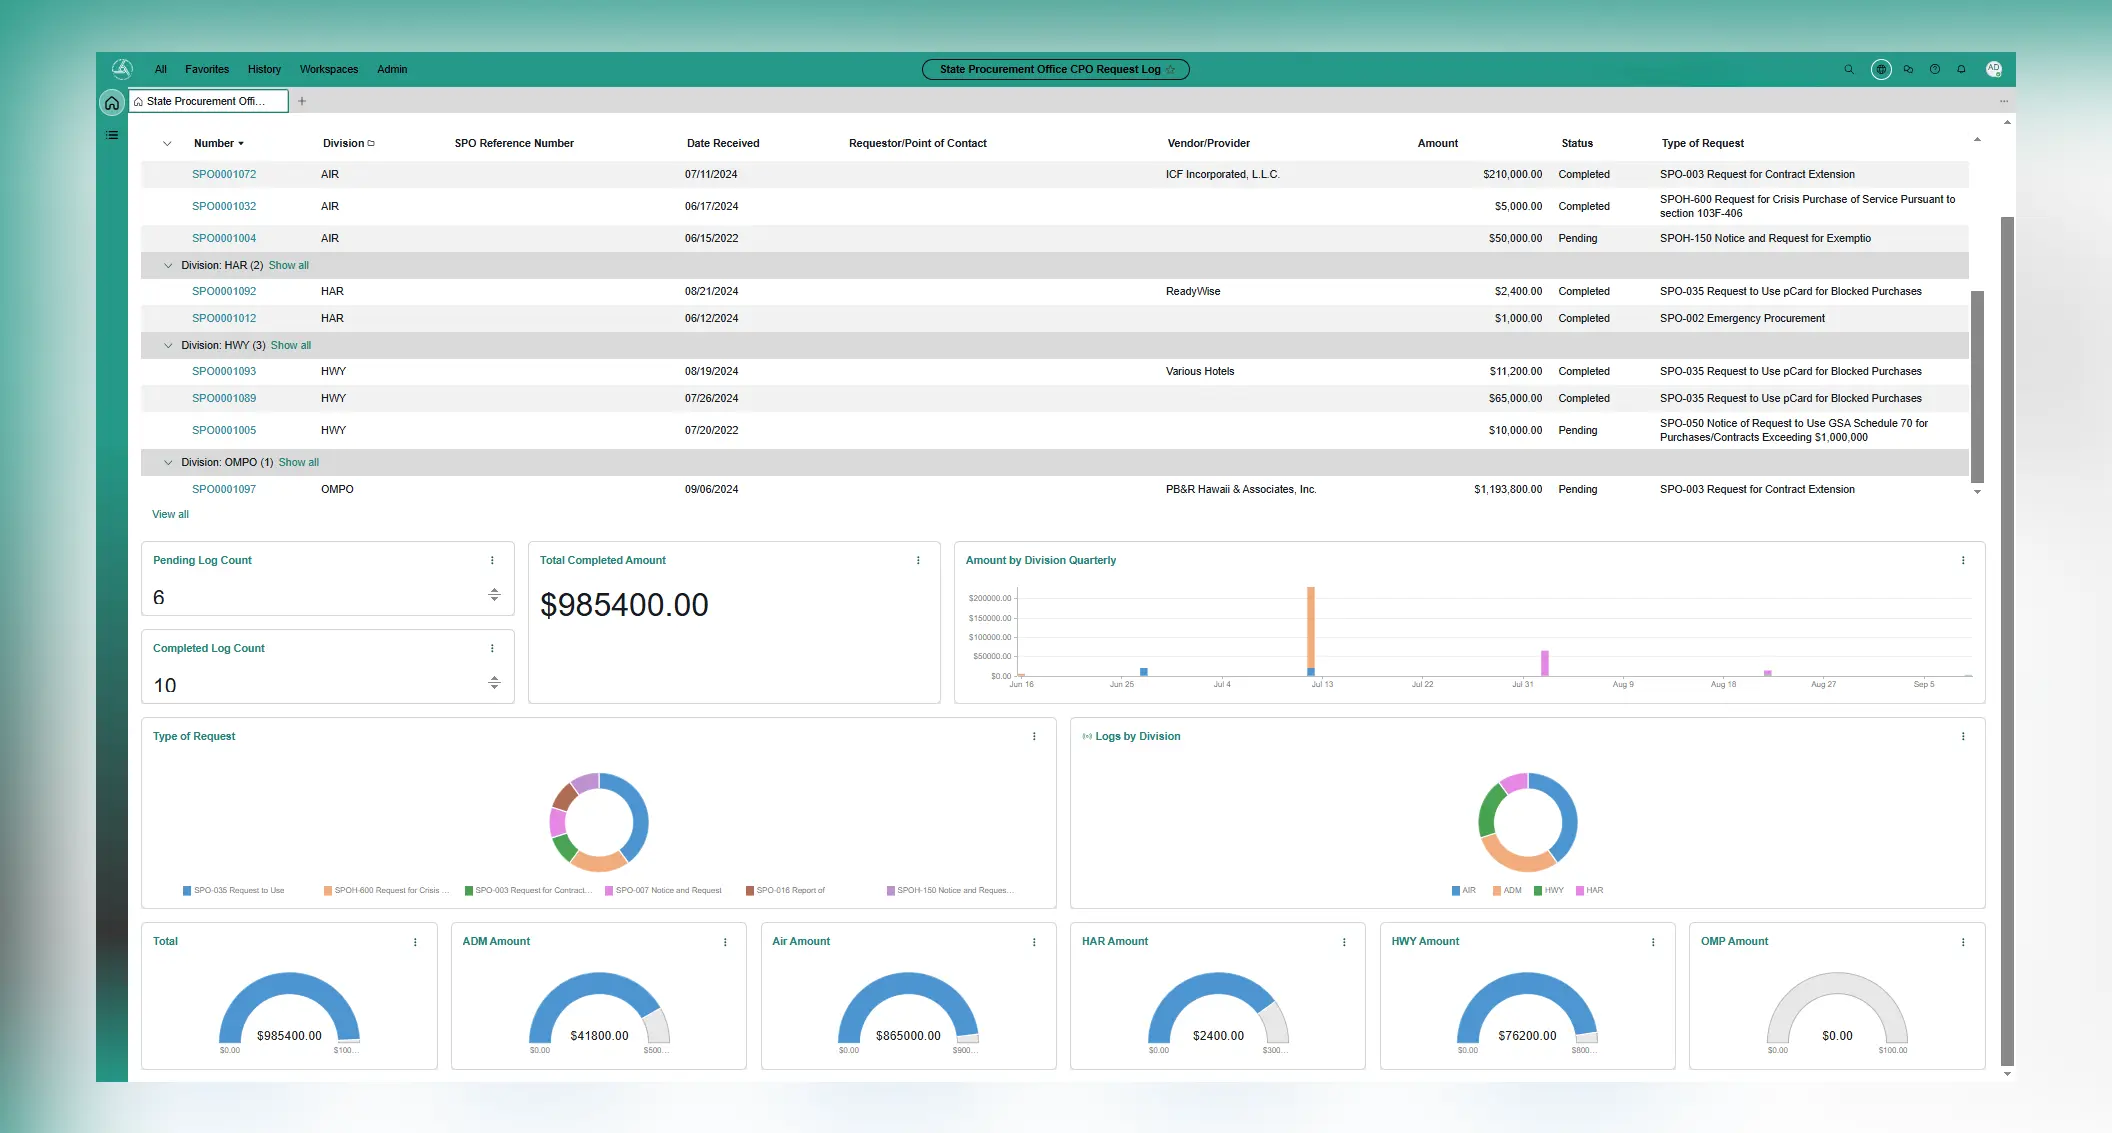 All Favorites History Workspaces Admin State Procurement Office CPO Request Log AD
State Procurement Offi...
Number Division SPO Reference Number Date Received Requestor/Point of Contact Vendor/Provider Amount Status Type of Request
SPO0001072 AIR 07/11/2024 ICF Incorporated, L.L.C. $210,000.00 Completed SPO-003 Request for Contract Extension
SPO0001032 AIR 06/17/2024 $5,000.00 Completed SPOH-600 Request for Crisis Purchase of Service Pursuant to
section 103F-406
SPO0001004 AIR 06/15/2022 $50,000.00 Pending SPOH-150 Notice and Request for Exemptio
Division: HAR (2) Show all
SPO0001092 HAR 08/21/2024 ReadyWise $2,400.00 Completed SPO-035 Request to Use pCard for Blocked Purchases
SPO0001012 HAR 06/12/2024 $1,000.00 Completed SPO-002 Emergency Procurement
Division: HWY (3) Show all
SPO0001093 HWY 08/19/2024 Various Hotels $11,200.00 Completed SPO-035 Request to Use pCard for Blocked Purchases
SPO0001089 HWY 07/26/2024 $65,000.00 Completed SPO-035 Request to Use pCard for Blocked Purchases
SPO0001005 HWY 07/20/2022 $10,000.00 Pending SPO-050 Notice of Request to Use GSA Schedule 70 for
Purchases/Contracts Exceeding $1,000,000
Division: OMPO (1) Show all
SPO0001097 OMPO 09/06/2024 PB&R Hawaii & Associates, Inc. $1,193,800.00 Pending SPO-003 Request for Contract Extension
View all
Pending Log Count
6
Completed Log Count
10
Total Completed Amount
$985400.00
Amount by Division Quarterly
$200000.00
$150000.00
$100000.00
$50000.00
$0.00
Jun 16 Jun 25 Jul 4 Jul 13 Jul 22 Jul 31 Aug 9 Aug 18 Aug 27 Sep 5
Type of Request
SPO-035 Request to Use SPOH-600 Request for Crisis ... SPO-003 Request for Contract... SPO-007 Notice and Request SPO-016 Report of SPOH-150 Notice and Reques...
Logs by Division
AIR ADM HWY HAR
Total
$985400.00
$0.00 $100...
ADM Amount
$41800.00
$0.00 $500...
Air Amount
$865000.00
$0.00 $900...
HAR Amount
$2400.00
$0.00 $300...
HWY Amount
$76200.00
$0.00 $800...
OMP Amount
$0.00
$0.00 $100.00